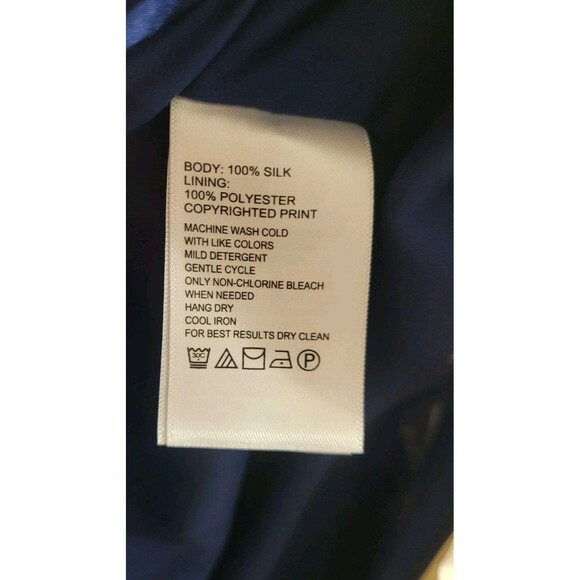 BODY: 100% SILK
LINING:
100% POLYESTER
COPYRIGHTED PRINT
MACHINE WASH COLD
WITH LIKE COLORS
MILD DETERGENT
GENTLE CYCLE
ONLY NON-CHLORINE BLEACH
WHEN NEEDED
HANG DRY
COOL IRON
FOR BEST RESULTS DRY CLEAN
30C P